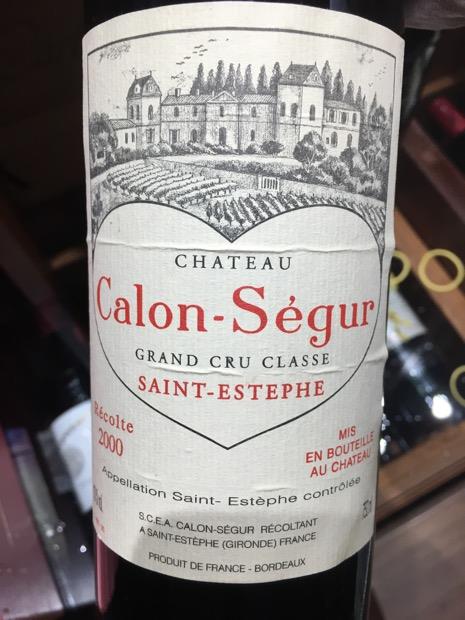 CHATEAU
Calon-Ségur
GRAND CRU CLASSE
SAINT-ESTEPHE
Récolte
2000
MIS
EN BOUTEILLE
AU CHATEAU
Appellation Saint-Estèphe contrôlée
S.C.E.A. CALON-SÉGUR RÉCOLTANT
A SAINT-ESTÈPHE (GIRONDE) FRANCE
PRODUIT DE FRANCE - BORDEAUX